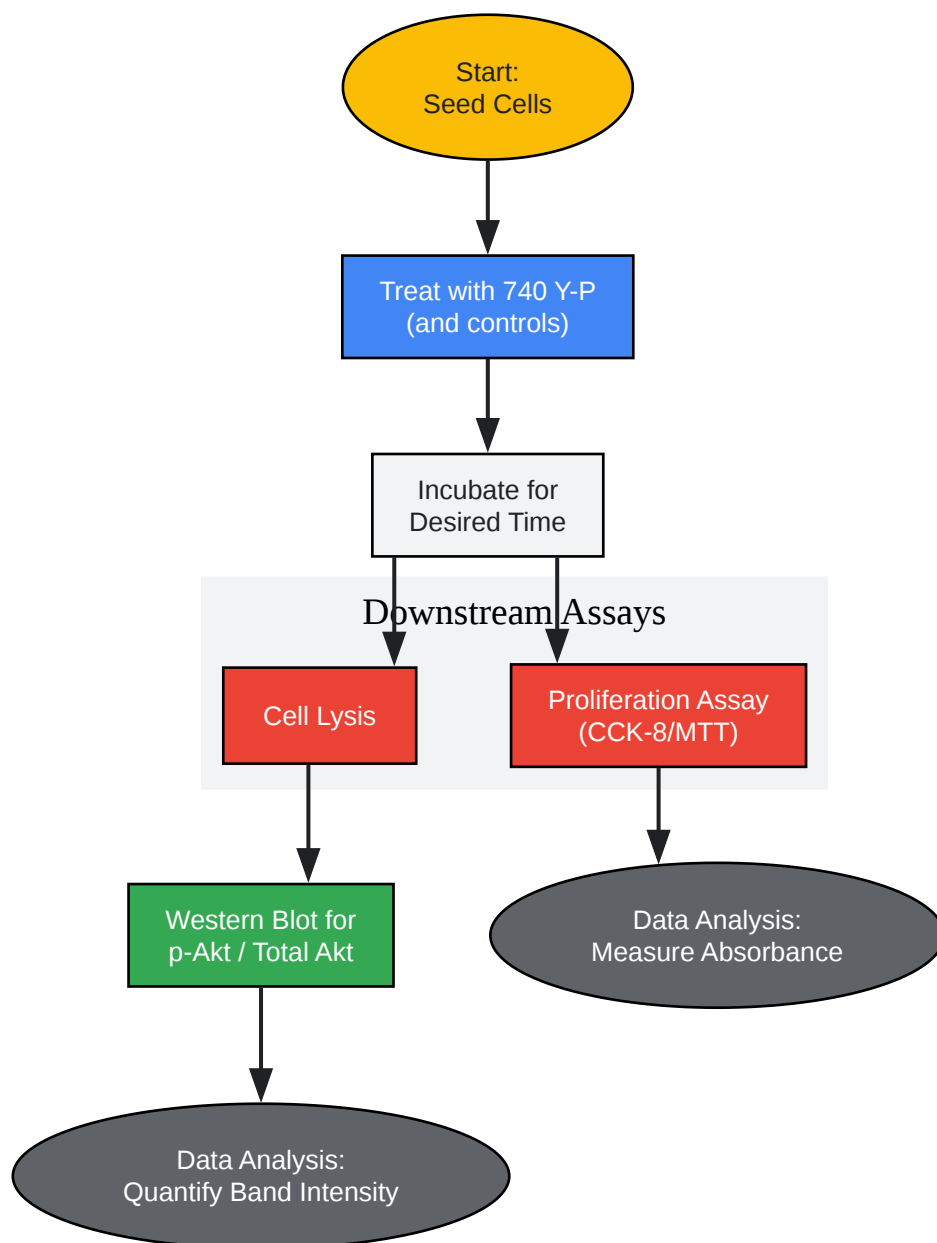 Start:
Seed Cells
Treat with 740 Y-P
(and controls)
Incubate for
Desired Time
Downstream Assays
Cell Lysis
Proliferation Assay
(CCK-8/MTT)
Western Blot for
p-Akt / Total Akt
Data Analysis:
Measure Absorbance
Data Analysis:
Quantify Band Intensity